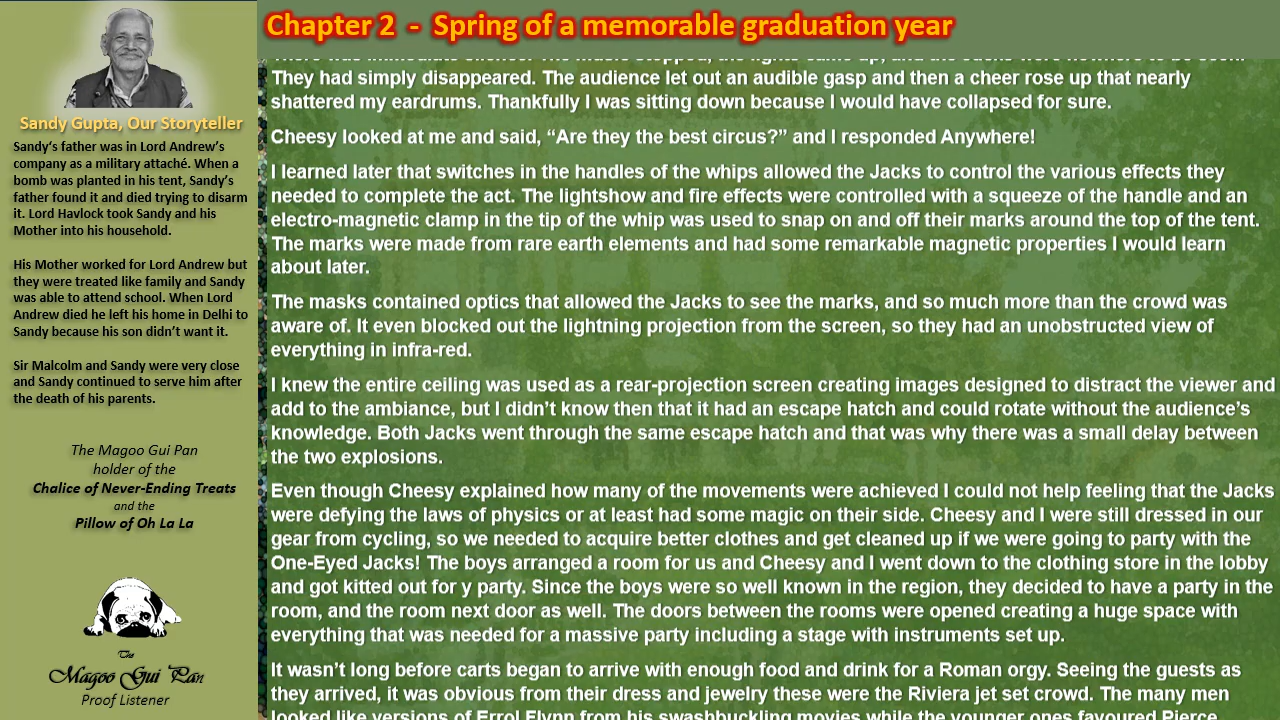 Chapter 2 - Spring of a memorable graduation year
Sandy Gupta, Our Storyteller
Sandy's father was in Lord Andrew's
company as a military attaché. When a
bomb was planted in his tent, Sandy's
father found it and died trying to disarm
it. Lord Havlock took Sandy and his
Mother into his household.
His Mother worked for Lord Andrew but
they were treated like family and Sandy
was able to attend school. When Lord
Andrew died he left his home in Delhi to
Sandy because his son didn't want it.
Sir Malcolm and Sandy were very close
and Sandy continued to serve him after
the death of his parents.
The Magoo Gui Pan
holder of the
Chalice of Never-Ending Treats
and the
Pillow of Oh La La
The
Magoo Gui Pan
Proof Listener
They had simply disappeared. The audience let out an audible gasp and then a cheer rose up that nearly
shattered my eardrums. Thankfully I was sitting down because I would have collapsed for sure.
Cheesy looked at me and said, “Are they the best circus?” and I responded Anywhere!
I learned later that switches in the handles of the whips allowed the Jacks to control the various effects they
needed to complete the act. The lightshow and fire effects were controlled with a squeeze of the handle and an
electro-magnetic clamp in the tip of the whip was used to snap on and off their marks around the top of the tent.
The marks were made from rare earth elements and had some remarkable magnetic properties I would learn
about later.
The masks contained optics that allowed the Jacks to see the marks, and so much more than the crowd was
aware of. It even blocked out the lightning projection from the screen, so they had an unobstructed view of
everything in infra-red.
I knew the entire ceiling was used as a rear-projection screen creating images designed to distract the viewer and
add to the ambiance, but I didn't know then that it had an escape hatch and could rotate without the audience's
knowledge. Both Jacks went through the same escape hatch and that was why there was a small delay between
the two explosions.
Even though Cheesy explained how many of the movements were achieved I could not help feeling that the Jacks
were defying the laws of physics or at least had some magic on their side. Cheesy and I were still dressed in our
gear from cycling, so we needed to acquire better clothes and get cleaned up if we were going to party with the
One-Eyed Jacks! The boys arranged a room for us and Cheesy and I went down to the clothing store in the lobby
and got kitted out for y party. Since the boys were so well known in the region, they decided to have a party in the
room, and the room next door as well. The doors between the rooms were opened creating a huge space with
everything that was needed for a massive party including a stage with instruments set up.
It wasn't long before carts began to arrive with enough food and drink for a Roman orgy. Seeing the guests as
they arrived, it was obvious from their dress and jewelry these were the Riviera jet set crowd. The many men
looked like versions of Errol Flynn from his swashbuckling movies while the younger ones favoured Pierce